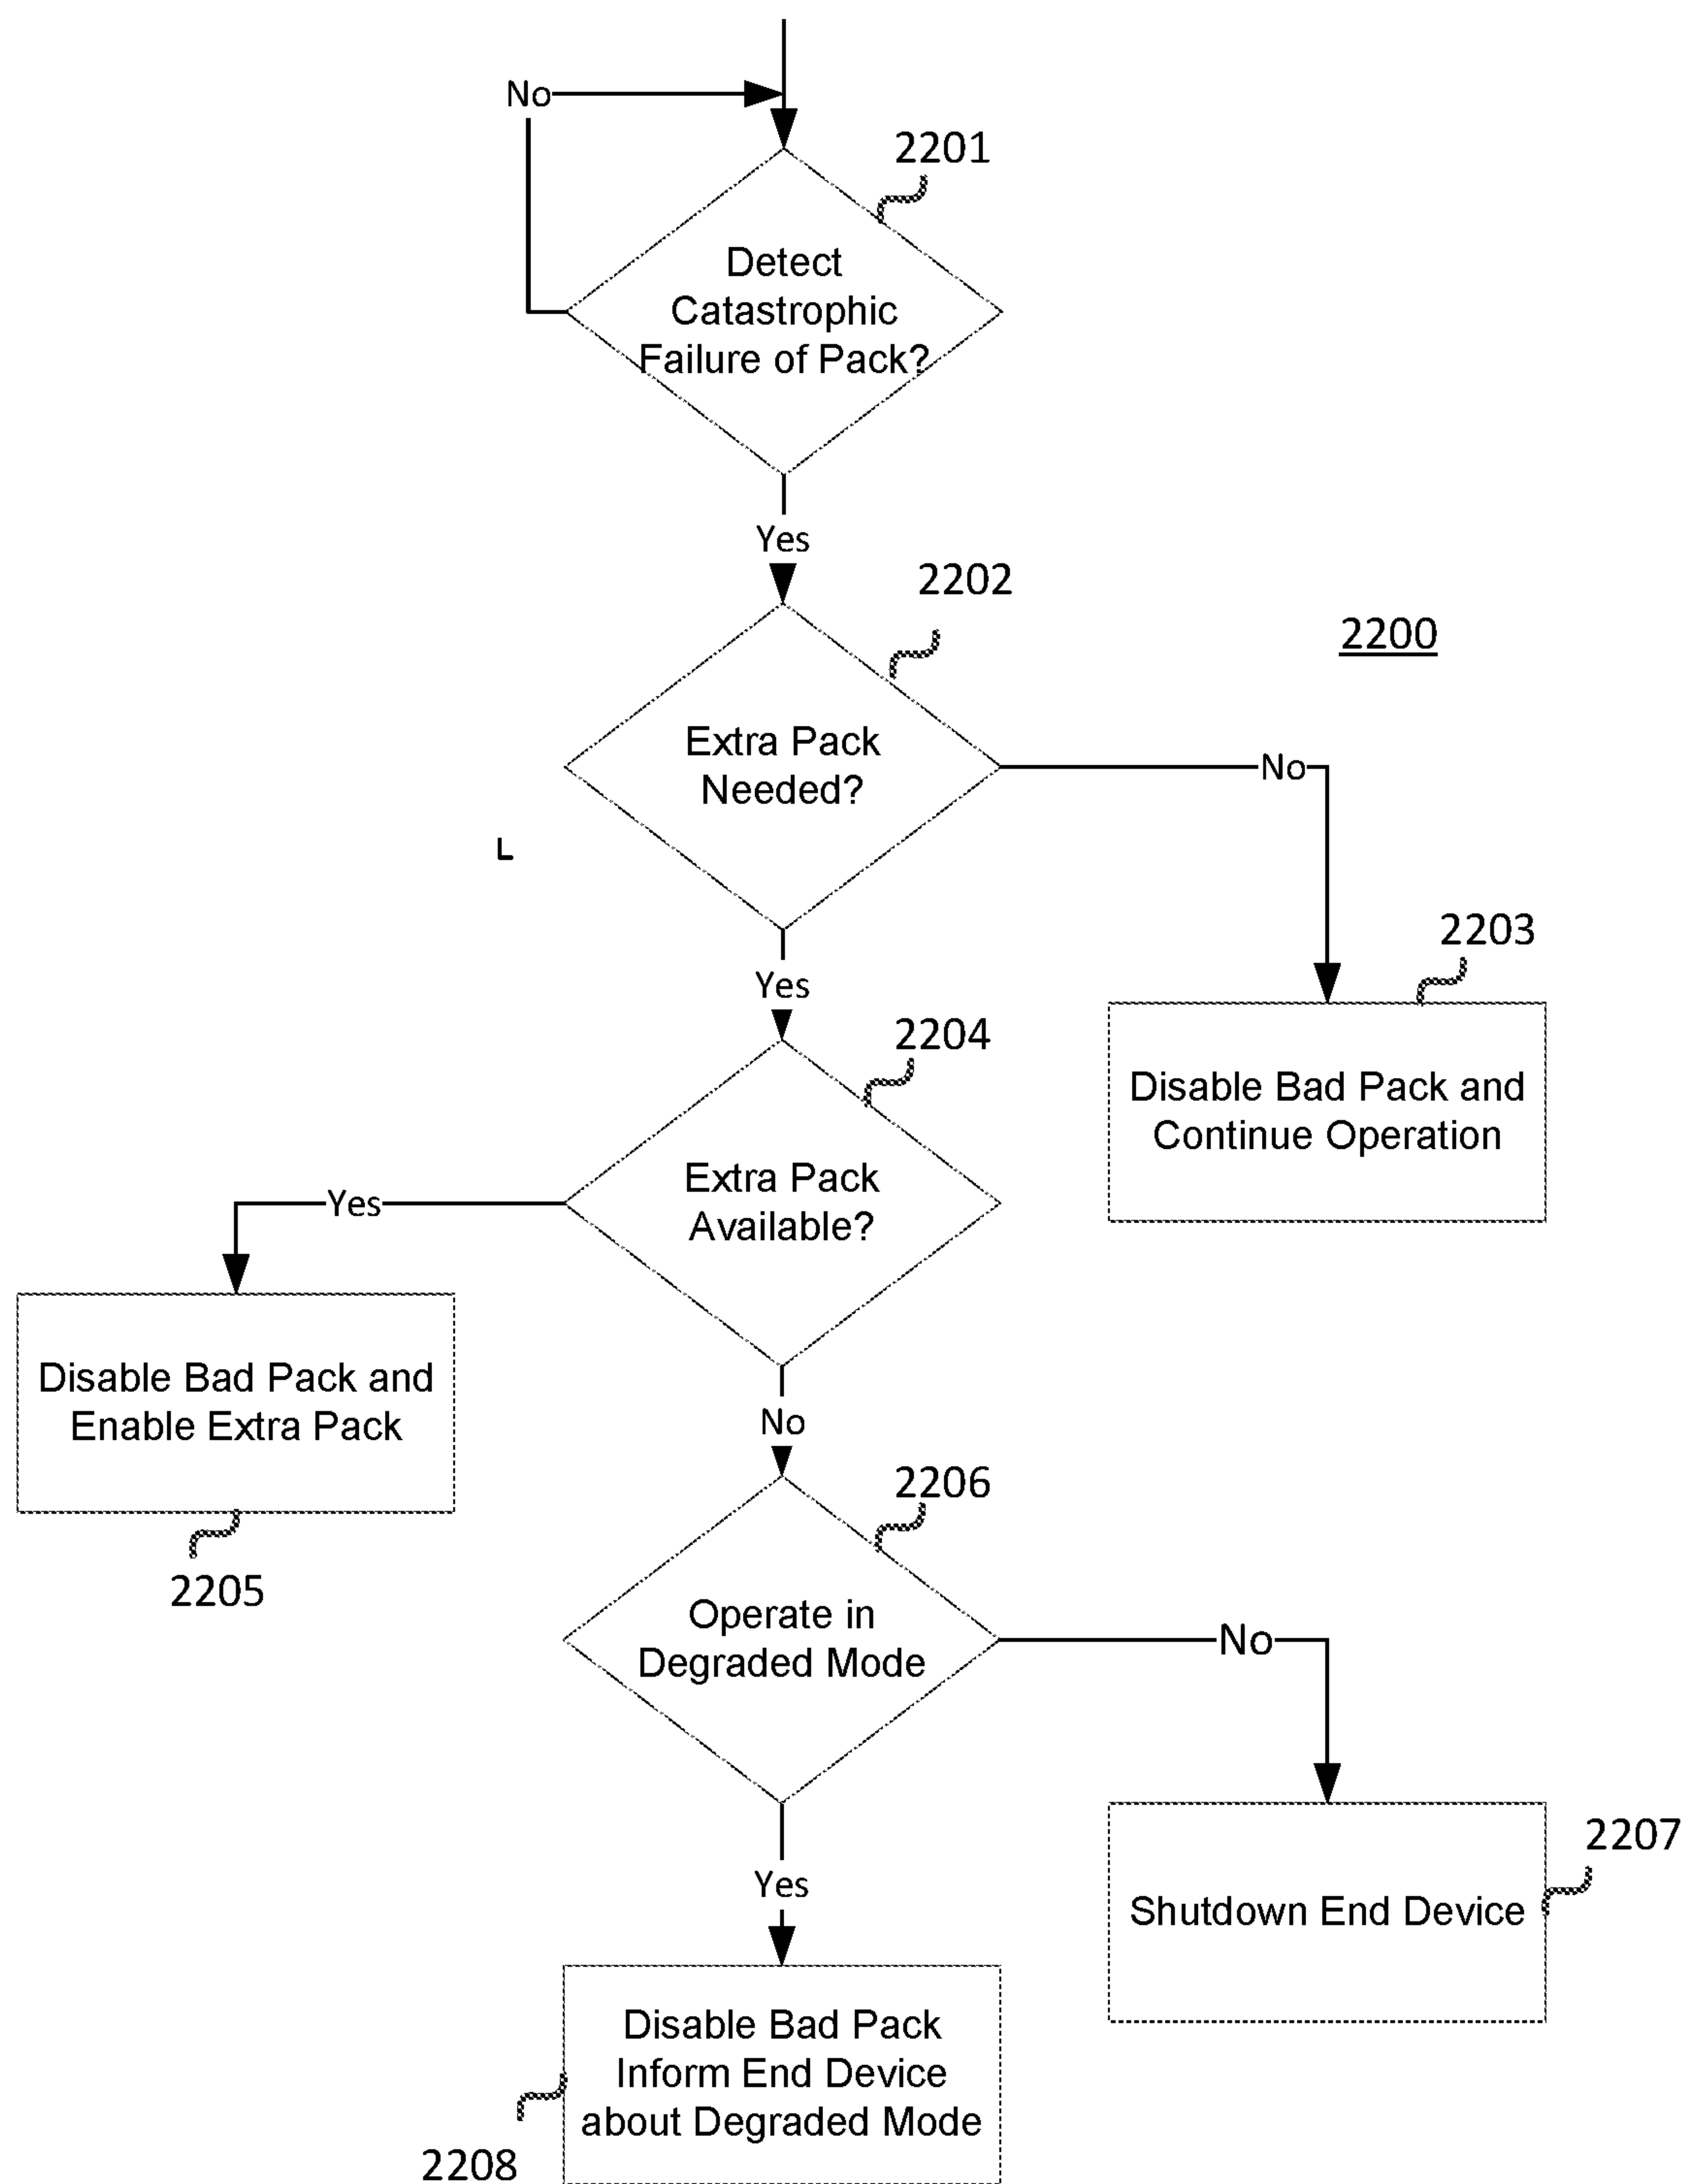 No
2201
Detect
Catastrophic
Failure of Pack?
Yes
2202
2200
Extra Pack
Needed?
No
Yes
2203
Disable Bad Pack and
Continue Operation
2204
Extra Pack
Available?
Yes
Disable Bad Pack and
Enable Extra Pack
2205
No
2206
Operate in
Degraded Mode
No
2207
Shutdown End Device
Yes
Disable Bad Pack
Inform End Device
about Degraded Mode
2208